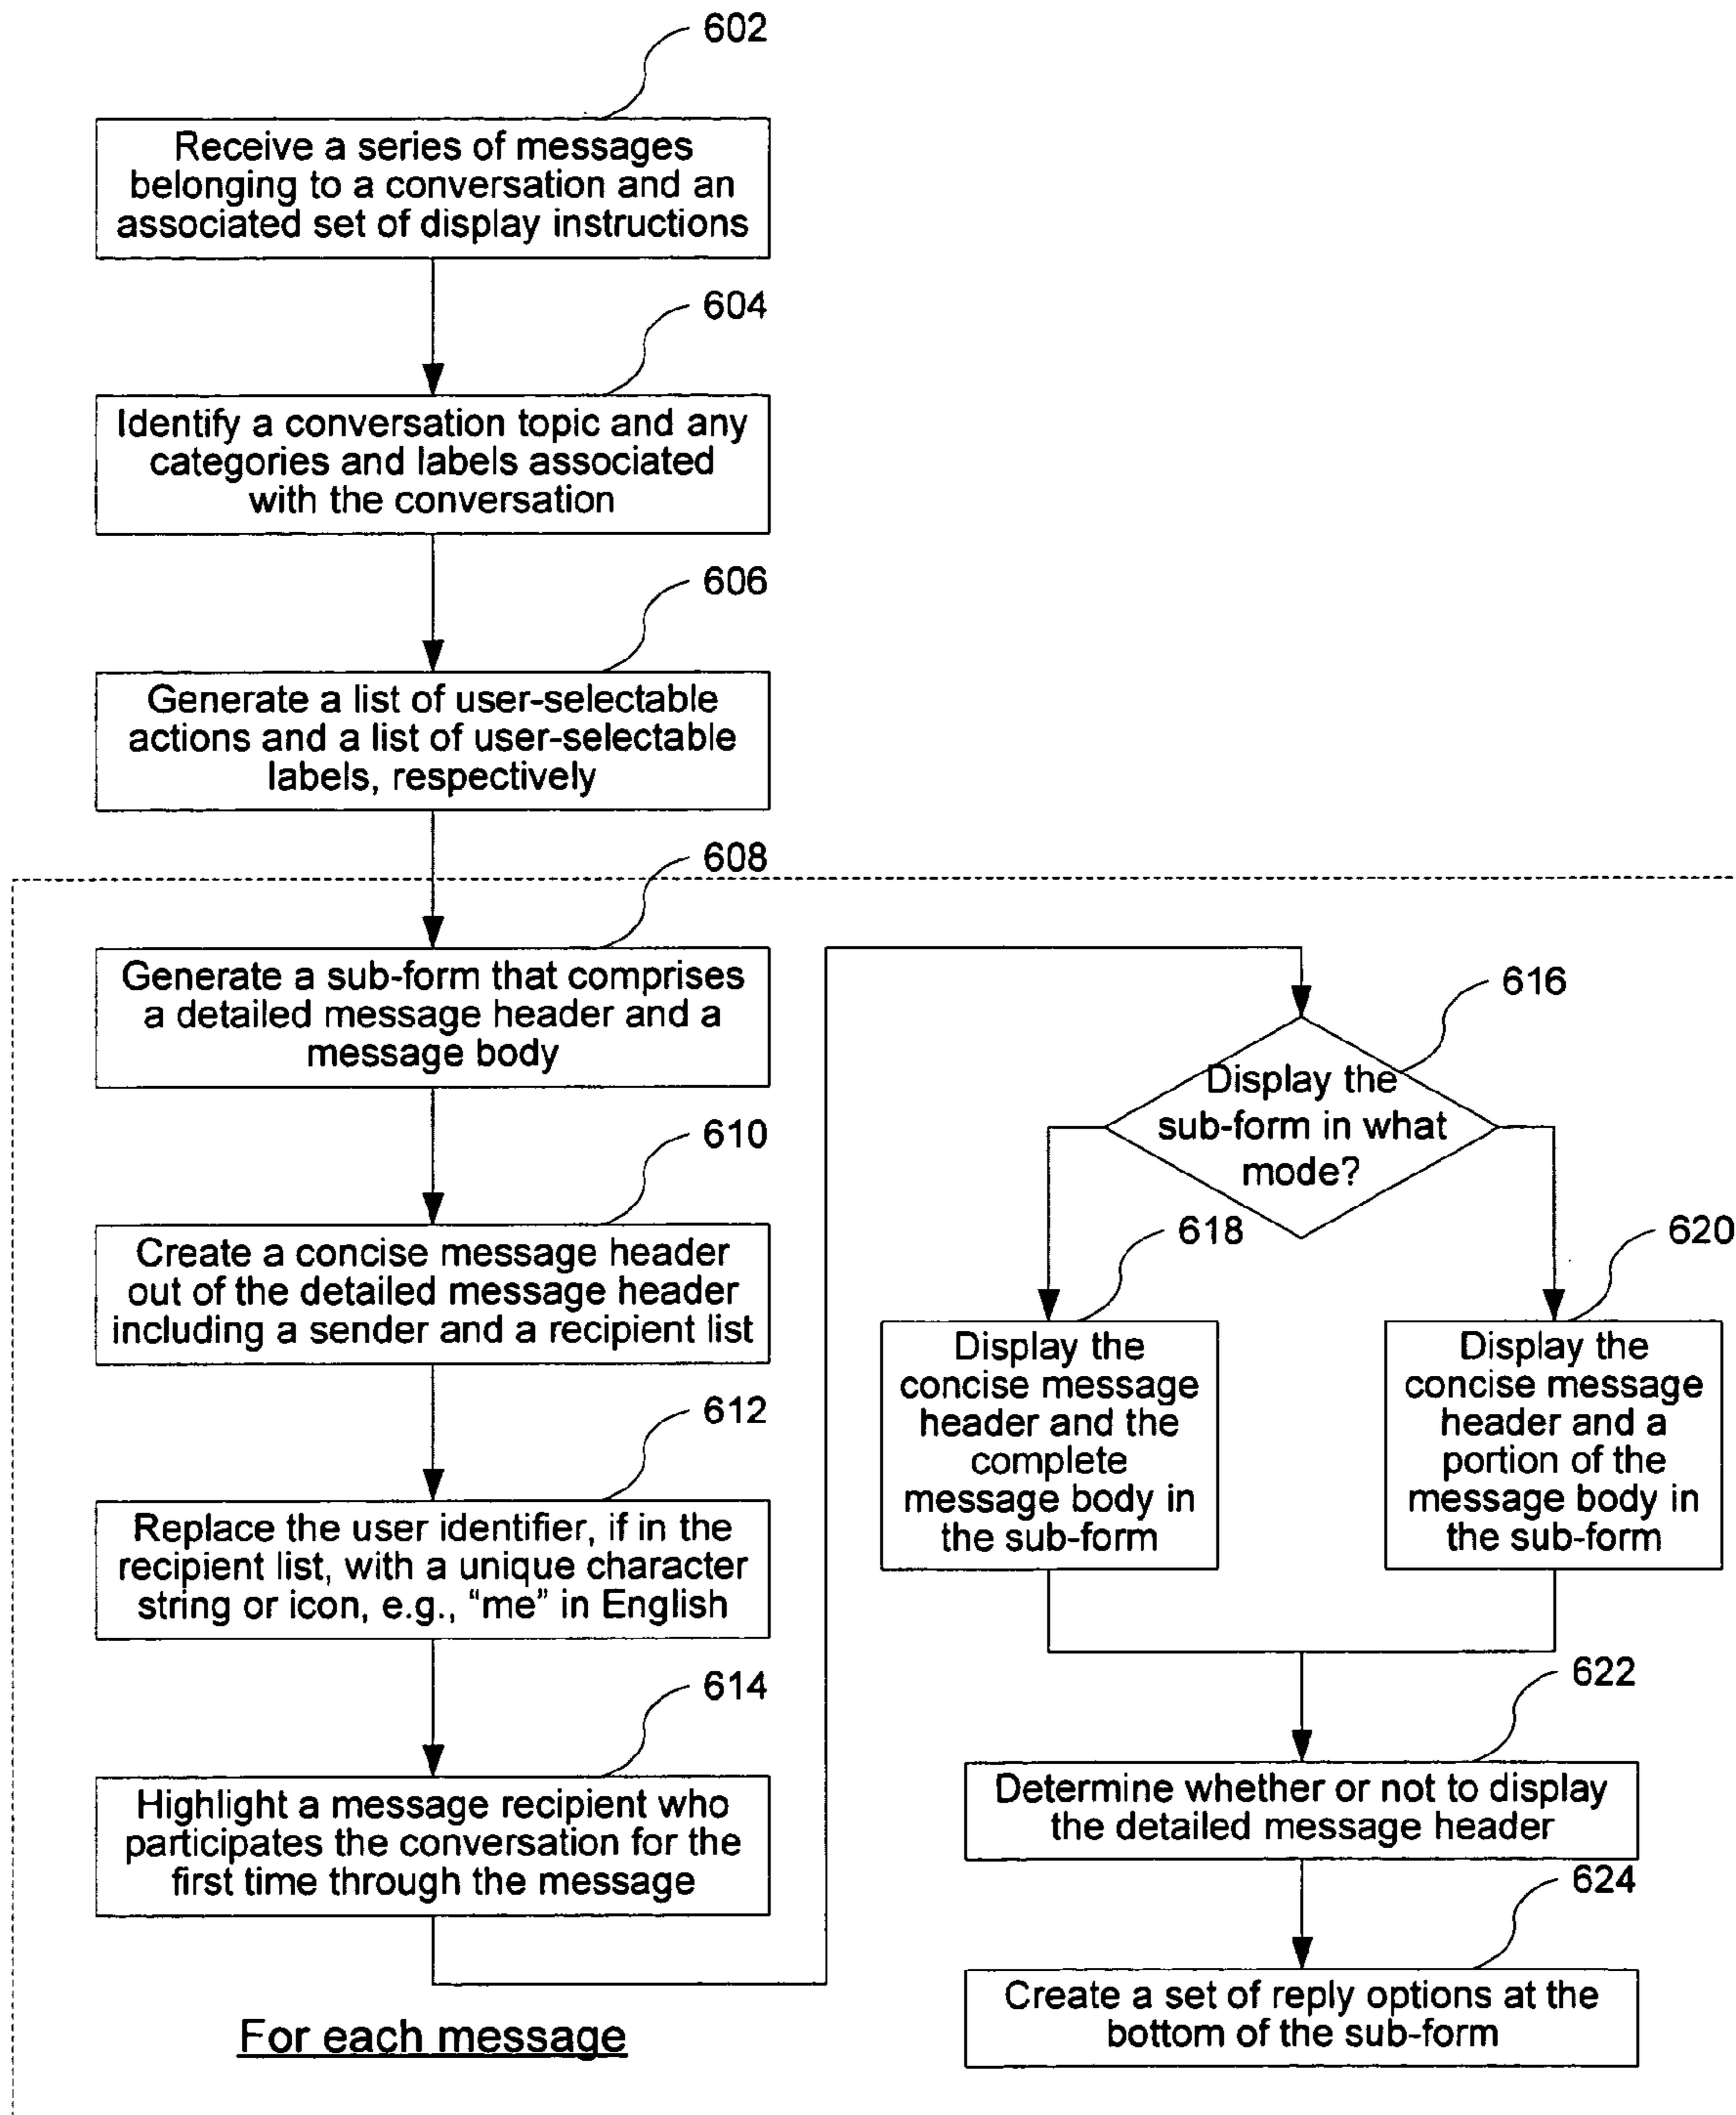 602
Receive a series of messages
belonging to a conversation and an
associated set of display instructions
604
Identify a conversation topic and any
categories and labels associated
with the conversation
606
Generate a list of user-selectable
actions and a list of user-selectable
labels, respectively
608
Generate a sub-form that comprises
a detailed message header and a
message body
610
Create a concise message header
out of the detailed message header
including a sender and a recipient list
612
Replace the user identifier, if in the
recipient list, with a unique character
string or icon, e.g., “me” in English
614
Highlight a message recipient who
participates the conversation for the
first time through the message
For each message
616
Display the
sub-form in what
mode?
618
Display the
concise message
header and the
complete
message body in
the sub-form
620
Display the
concise message
header and a
portion of the
message body in
the sub-form
622
Determine whether or not to display
the detailed message header
624
Create a set of reply options at the
bottom of the sub-form